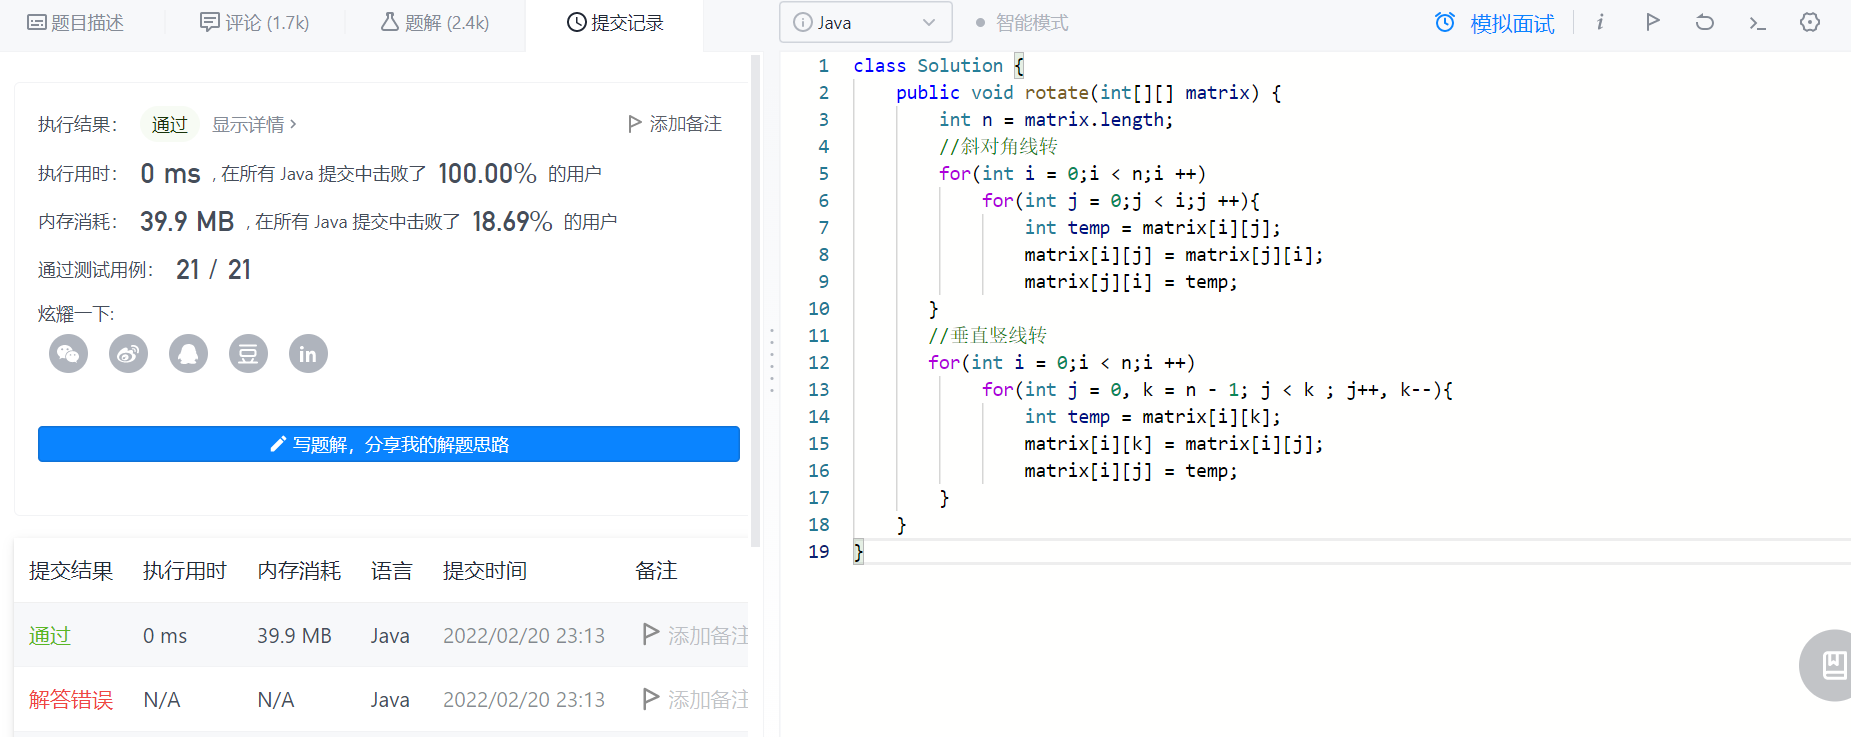 题目描述 评论 (1.7k) 题解 (2.4k) 提交记录
执行结果： 通过 显示详情 › 添加备注
执行用时： 0 ms , 在所有 Java 提交中击败了 100.00% 的用户
内存消耗： 39.9 MB , 在所有 Java 提交中击败了 18.69% 的用户
通过测试用例： 21 / 21
炫耀一下:
豆 in
写题解，分享我的解题思路
提交结果 执行用时 内存消耗 语言 提交时间 备注
通过 0 ms 39.9 MB Java 2022/02/20 23:13 添加备注
解答错误 N/A N/A Java 2022/02/20 23:13 添加备注
i Java 智能模式 模拟面试 i
1 class Solution {
2 public void rotate(int[][] matrix) {
3 int n = matrix.length;
4 //斜对角线转
5 for(int i = 0;i < n;i ++)
6 for(int j = 0;j < i;j ++){
7 int temp = matrix[i][j];
8 matrix[i][j] = matrix[j][i];
9 matrix[j][i] = temp;
10 }
11 //垂直竖线转
12 for(int i = 0;i < n;i ++)
13 for(int j = 0, k = n - 1; j < k ; j++, k--){
14 int temp = matrix[i][k];
15 matrix[i][k] = matrix[i][j];
16 matrix[i][j] = temp;
17 }
18 }
19 }